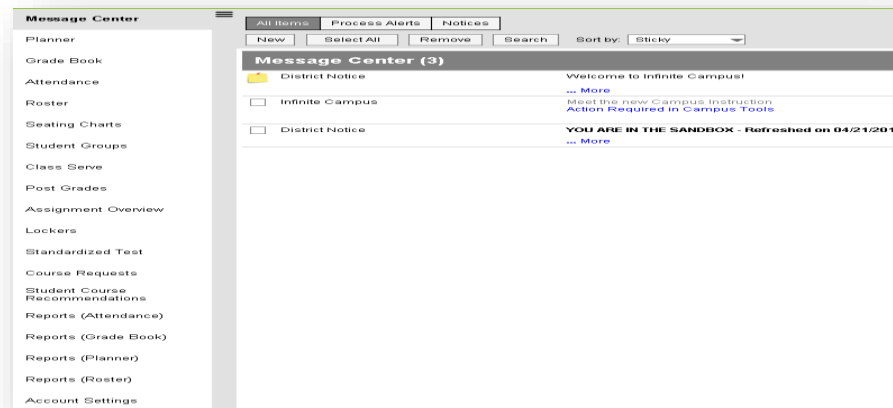 Message Center
Planner
Grade Book
Attendance
Roster
Seating Charts
Student Groups
Class Serve
Post Grades
Assignment Overview
Lockers
Standardized Test
Course Requests
Student Course
Recommendations
Reports (Attendance)
Reports (Grade Book)
Reports (Planner)
Reports (Roster)
Account Settings
All Items Process Alerts Notices
New Select All Remove Search Sort by: Sticky
Message Center (3)
District Notice Welcome to Infinite Campus!
... More
Infinite Campus Meet the new Campus Instruction
Action Required in Campus Tools
District Notice YOU ARE IN THE SANDBOX - Refreshed on 04/21/201
... More